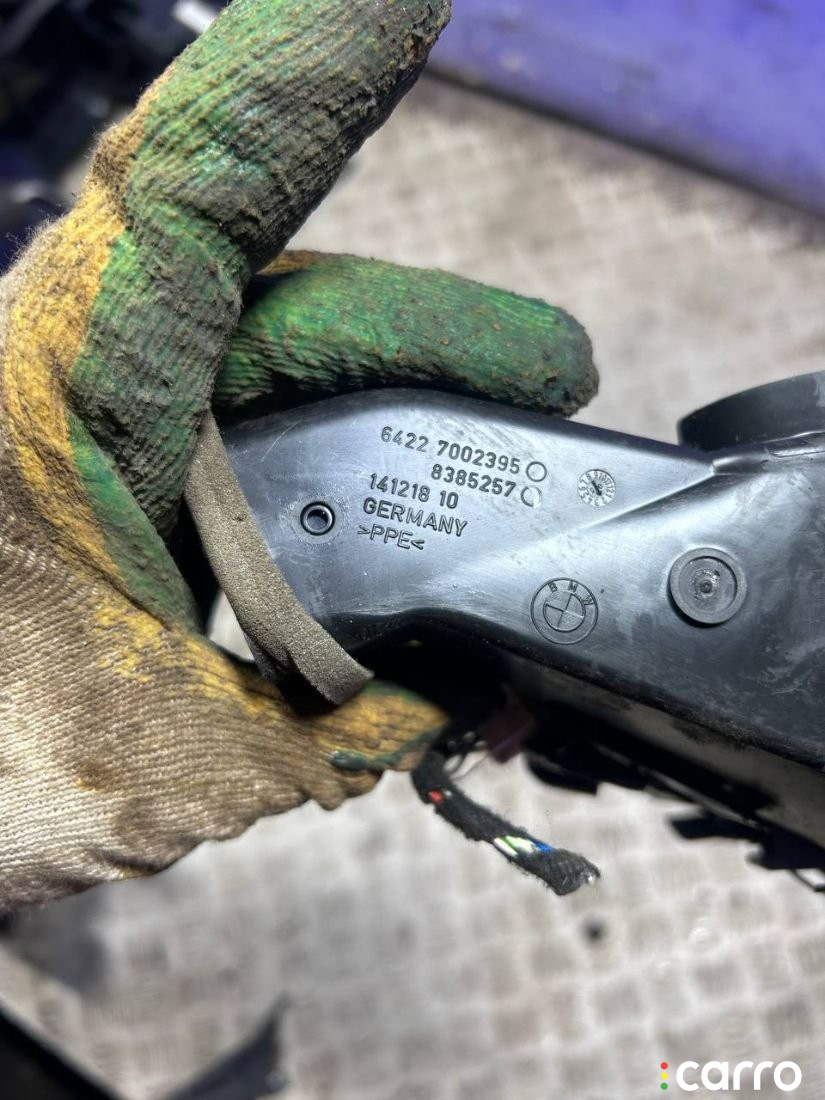 6422 7002395
8385257
141218 10
GERMANY
>PPE<
BMW
carro